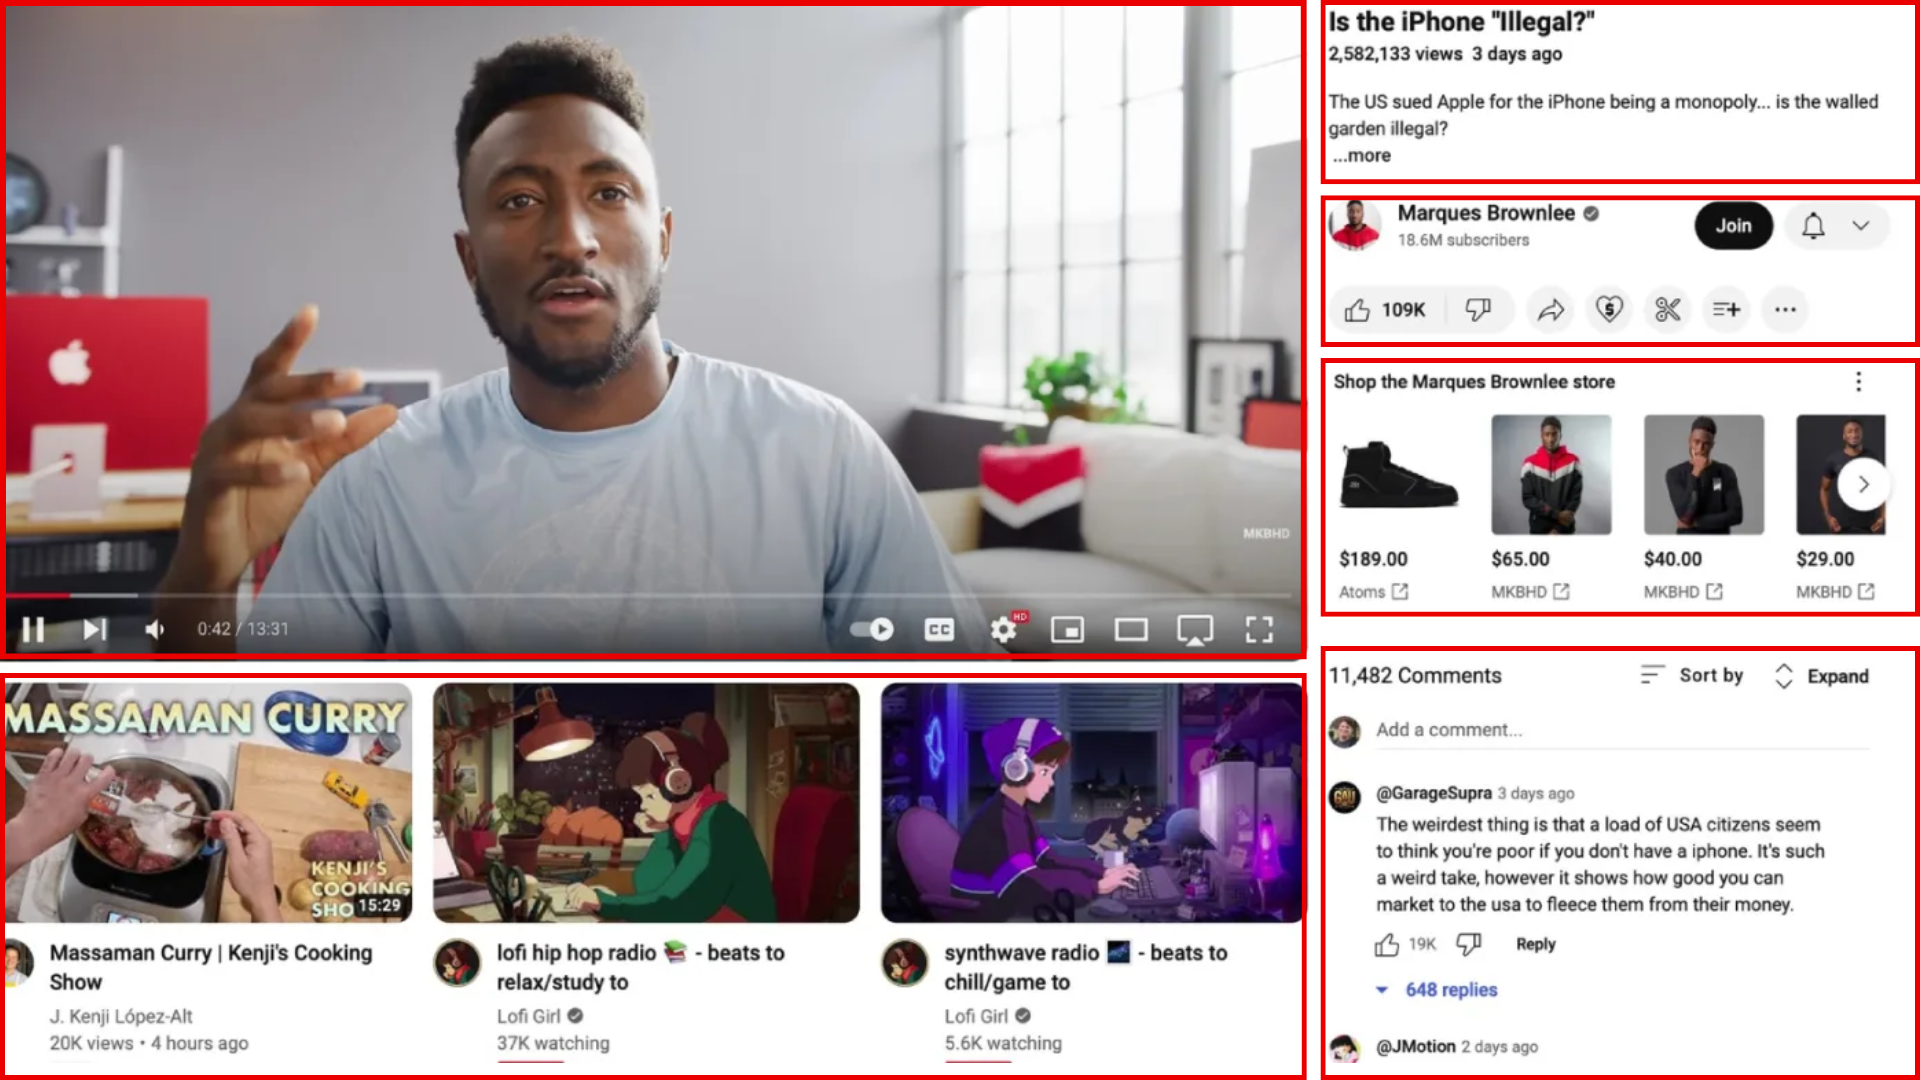 MKBHD
0:42 / 13:31
CC
HD
Is the iPhone "Illegal?"
2,582,133 views 3 days ago
The US sued Apple for the iPhone being a monopoly... is the walled
garden illegal?
...more
Marques Brownlee
18.6M subscribers
Join
109K
Shop the Marques Brownlee store
$189.00
Atoms
$65.00
MKBHD
$40.00
MKBHD
$29.00
MKBHD
MASSAMAN CURRY
KENJI'S
COOKING
SHO
15:29
Massaman Curry | Kenji's Cooking
Show
J. Kenji López-Alt
20K views • 4 hours ago
lofi hip hop radio 📚 - beats to
relax/study to
Lofi Girl
37K watching
synthwave radio 🌌 - beats to
chill/game to
Lofi Girl
5.6K watching
11,482 Comments
Sort by
Expand
Add a comment...
GAU
@GarageSupra 3 days ago
The weirdest thing is that a load of USA citizens seem
to think you're poor if you don't have a iphone. It's such
a weird take, however it shows how good you can
market to the usa to fleece them from their money.
19K
Reply
648 replies
@JMotion 2 days ago